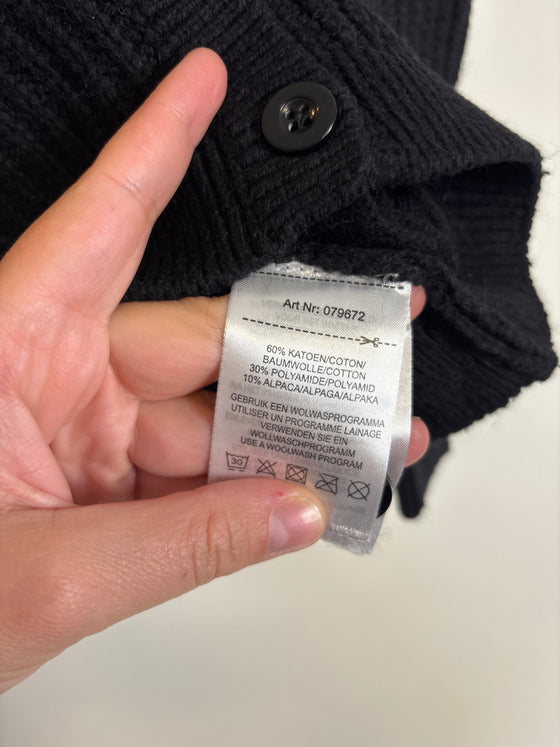 Art Nr: 079672
60% KATOEN/COTON/
BAUMWOLLE/COTTON
30% POLYAMIDE/POLYAMID
10% ALPACA/ALPAGA/ALPAKA
GEBRUIK EEN WOLWASPROGRAMMA
UTILISER UN PROGRAMME LAINAGE
VERWENDEN SIE EIN
WOLLWASCHPROGRAMM
USE A WOOLWASH PROGRAM
30